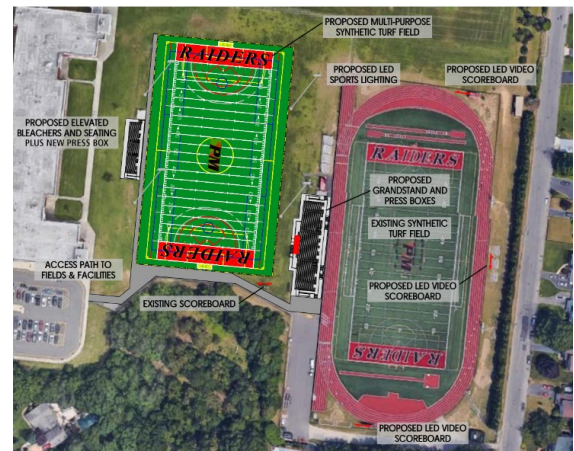 PROPOSED MULTI-PURPOSE
SYNTHETIC TURF FIELD
RAIDERS
PROPOSED LED
SPORTS LIGHTING
PROPOSED LED VIDEO
SCOREBOARD
PROPOSED ELEVATED
BLEACHERS AND SEATING
PLUS NEW PRESS BOX
PM
RAIDERS
PROPOSED
GRANDSTAND AND
PRESS BOXES
EXISTING SYNTHETIC
TURF FIELD
PM
RAIDERS
ACCESS PATH TO
FIELDS & FACILITIES
PROPOSED LED VIDEO
SCOREBOARD
EXISTING SCOREBOARD
RAIDERS
PROPOSED LED VIDEO
SCOREBOARD